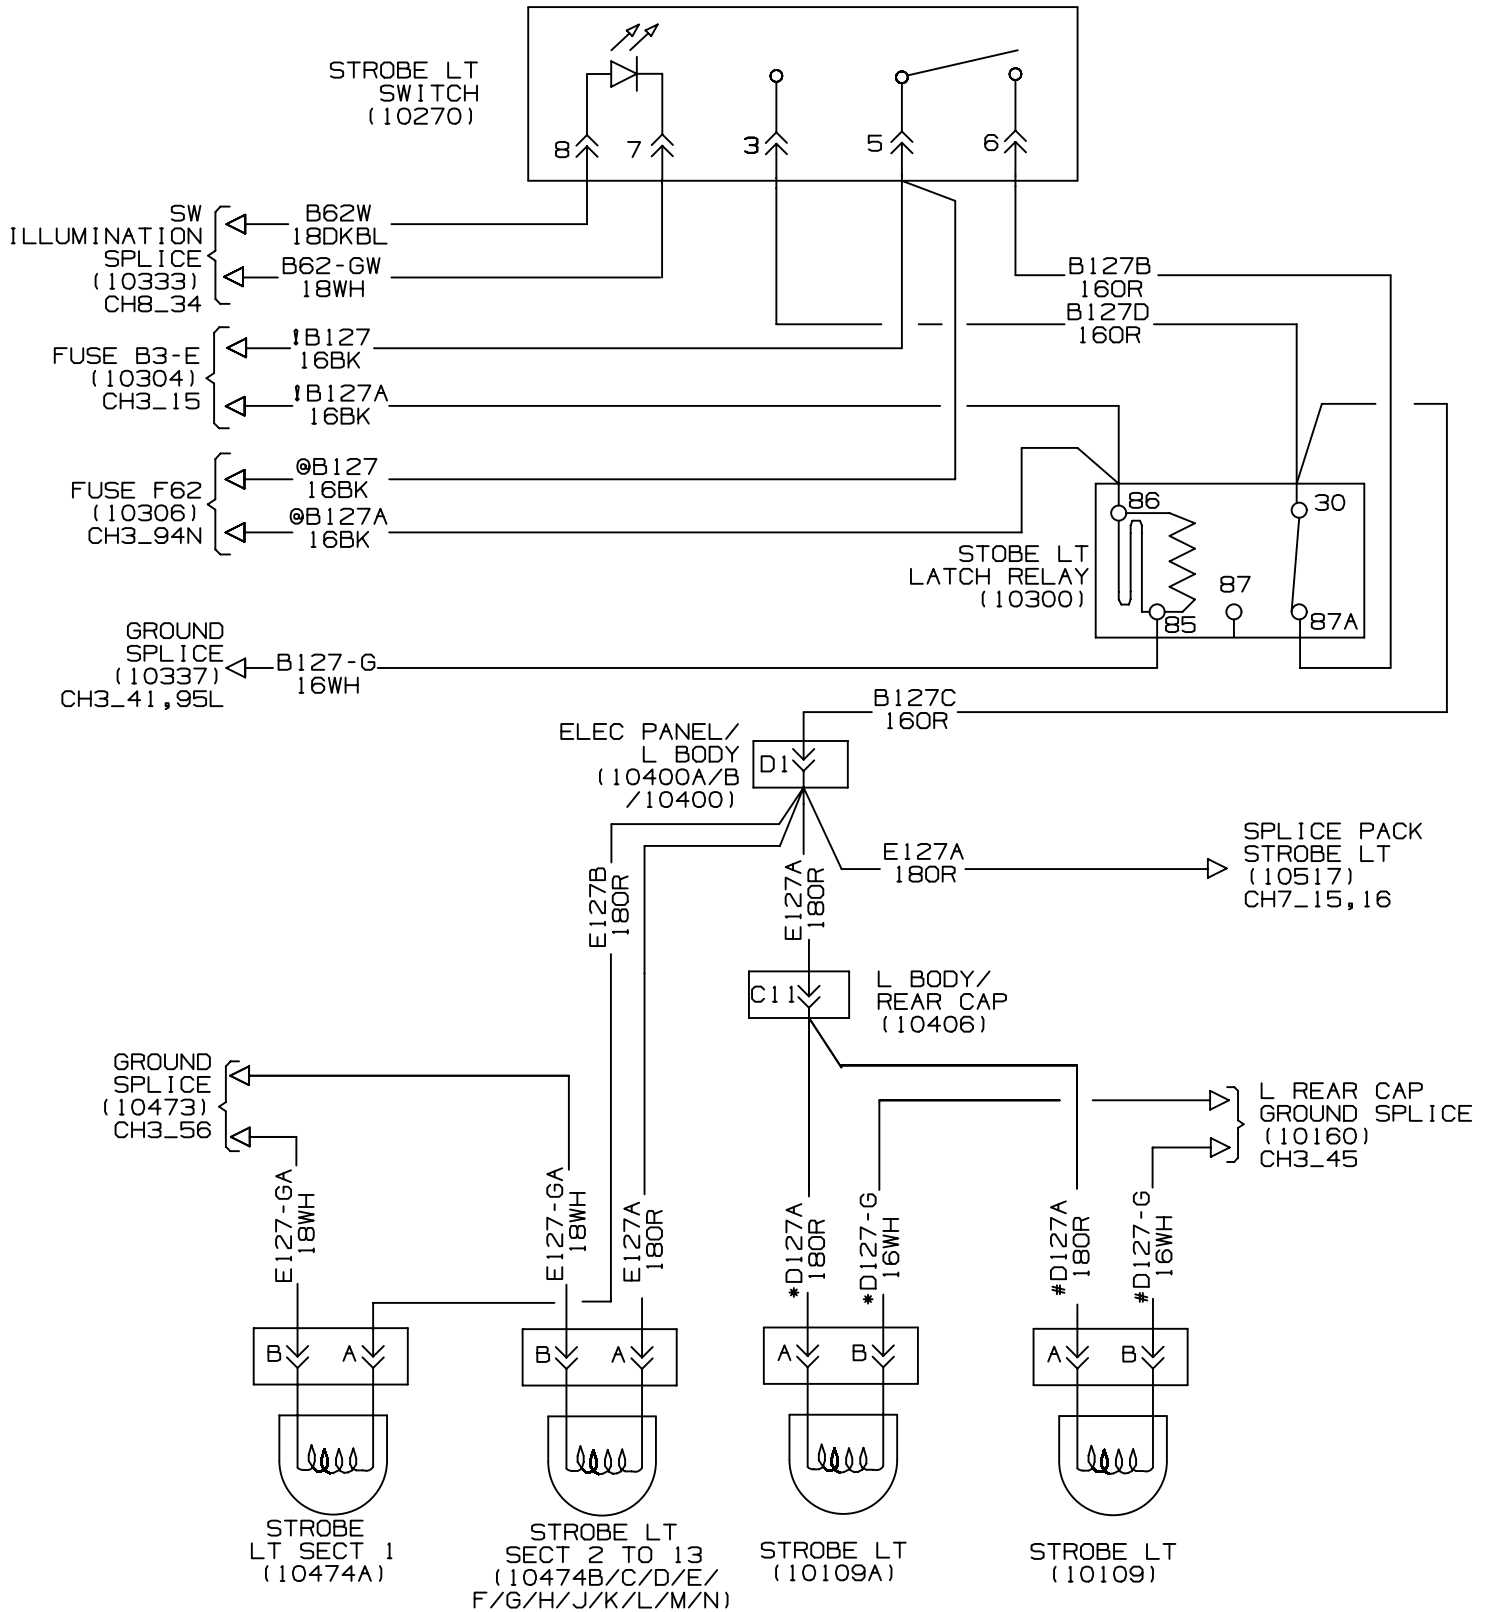 STROBE LT
SWITCH
(10270)
8
7
3
5
6
SW
ILLUMINATION
SPLICE
(10333)
CH8_34
B62W
18DKBL
B62-GW
18WH
B127B
16OR
B127D
16OR
FUSE B3-E
(10304)
CH3_15
!B127
16BK
!B127A
16BK
FUSE F62
(10306)
CH3_94N
@B127
16BK
@B127A
16BK
86
30
STOBE LT
LATCH RELAY
(10300)
87
85
87A
GROUND
SPLICE
(10337)
CH3_41,95L
B127-G
16WH
B127C
16OR
ELEC PANEL/
L BODY
(10400A/B
/10400)
D1
E127B
18OR
E127A
18OR
E127A
18OR
SPLICE PACK
STROBE LT
(10517)
CH7_15,16
C11
L BODY/
REAR CAP
(10406)
GROUND
SPLICE
(10473)
CH3_56
L REAR CAP
GROUND SPLICE
(10160)
CH3_45
E127-GA
18WH
E127-GA
18WH
E127A
18OR
*D127A
18OR
*D127-G
16WH
#D127A
18OR
#D127-G
16WH
B
A
B
A
A
B
A
B
STROBE
LT SECT 1
(10474A)
STROBE LT
SECT 2 TO 13
(10474B/C/D/E/
F/G/H/J/K/L/M/N)
STROBE LT
(10109A)
STROBE LT
(10109)